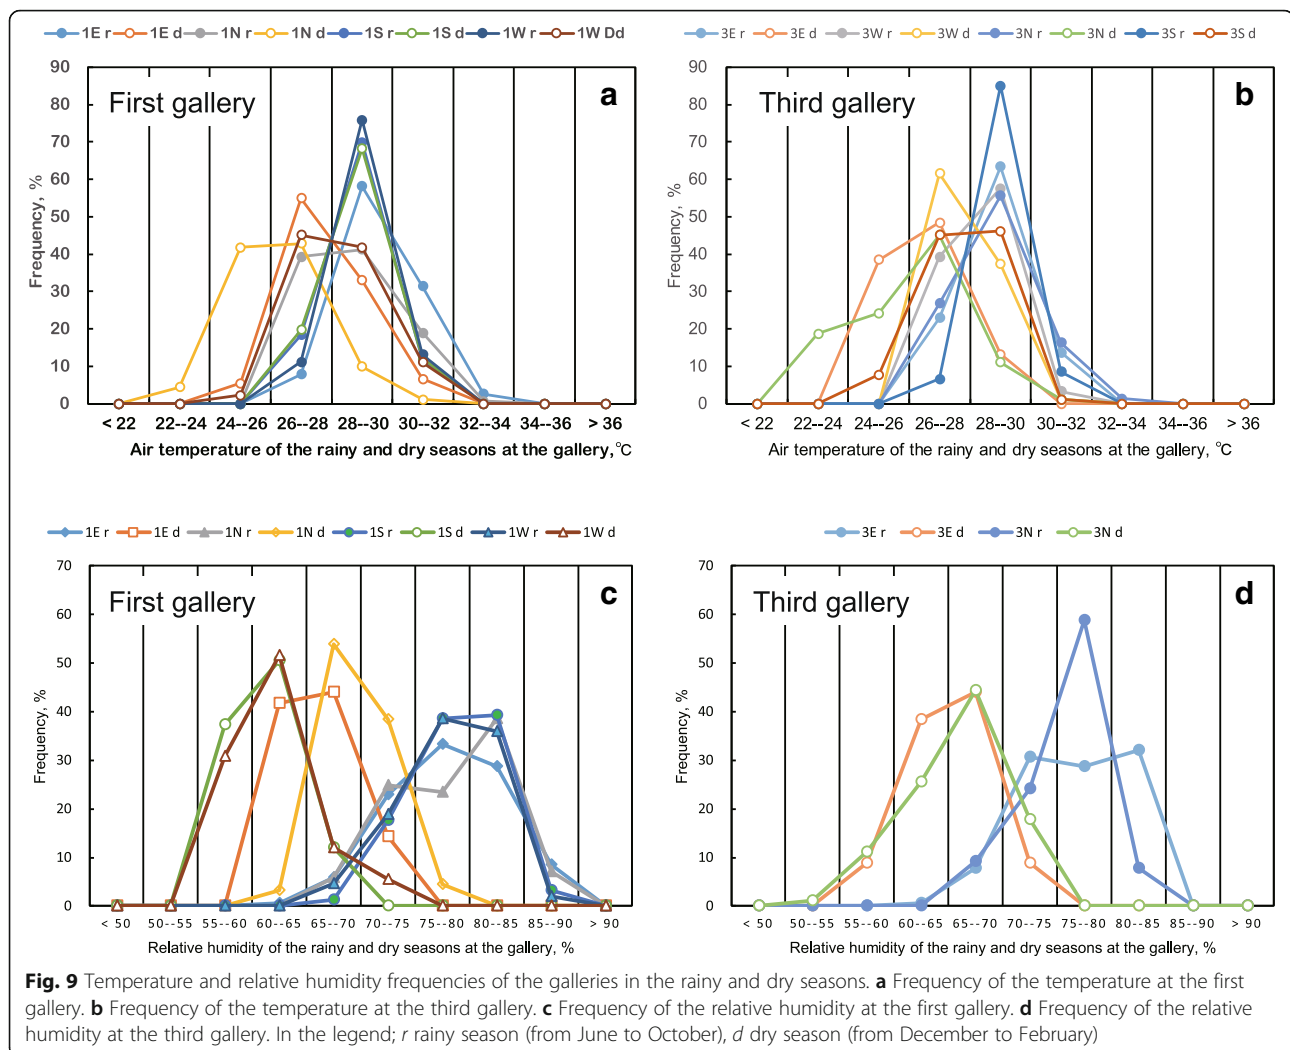 1E r 1E d 1N r 1N d 1S r 1S d 1W r 1W Dd
90
80
70
60
50
40
30
20
10
0
Frequency, %
First gallery
a
< 22 22--24 24--26 26--28 28--30 30--32 32--34 34--36 > 36
Air temperature of the rainy and dry seasons at the gallery, ℃
3E r 3E d 3W r 3W d 3N r 3N d 3S r 3S d
90
80
70
60
50
40
30
20
10
0
Frequency, %
Third gallery
b
< 22 22--24 24--26 26--28 28--30 30--32 32--34 34--36 > 36
Air temperature of the rainy and dry seasons at the gallery, ℃
1E r 1E d 1N r 1N d 1S r 1S d 1W r 1W d
70
60
50
40
30
20
10
0
Frequency, %
First gallery
c
< 50 50--55 55--60 60--65 65--70 70--75 75--80 80--85 85--90 > 90
Relative humidity of the rainy and dry seasons at the gallery, %
3E r 3E d 3N r 3N d
70
60
50
40
30
20
10
0
Frequency, %
Third gallery
d
< 50 50--55 55--60 60--65 65--70 70--75 75--80 80--85 85--90 > 90
Relative humidity of the rainy and dry seasons at the gallery, %
Fig. 9 Temperature and relative humidity frequencies of the galleries in the rainy and dry seasons. a Frequency of the temperature at the first
gallery. b Frequency of the temperature at the third gallery. c Frequency of the relative humidity at the first gallery. d Frequency of the relative
humidity at the third gallery. In the legend; r rainy season (from June to October), d dry season (from December to February)